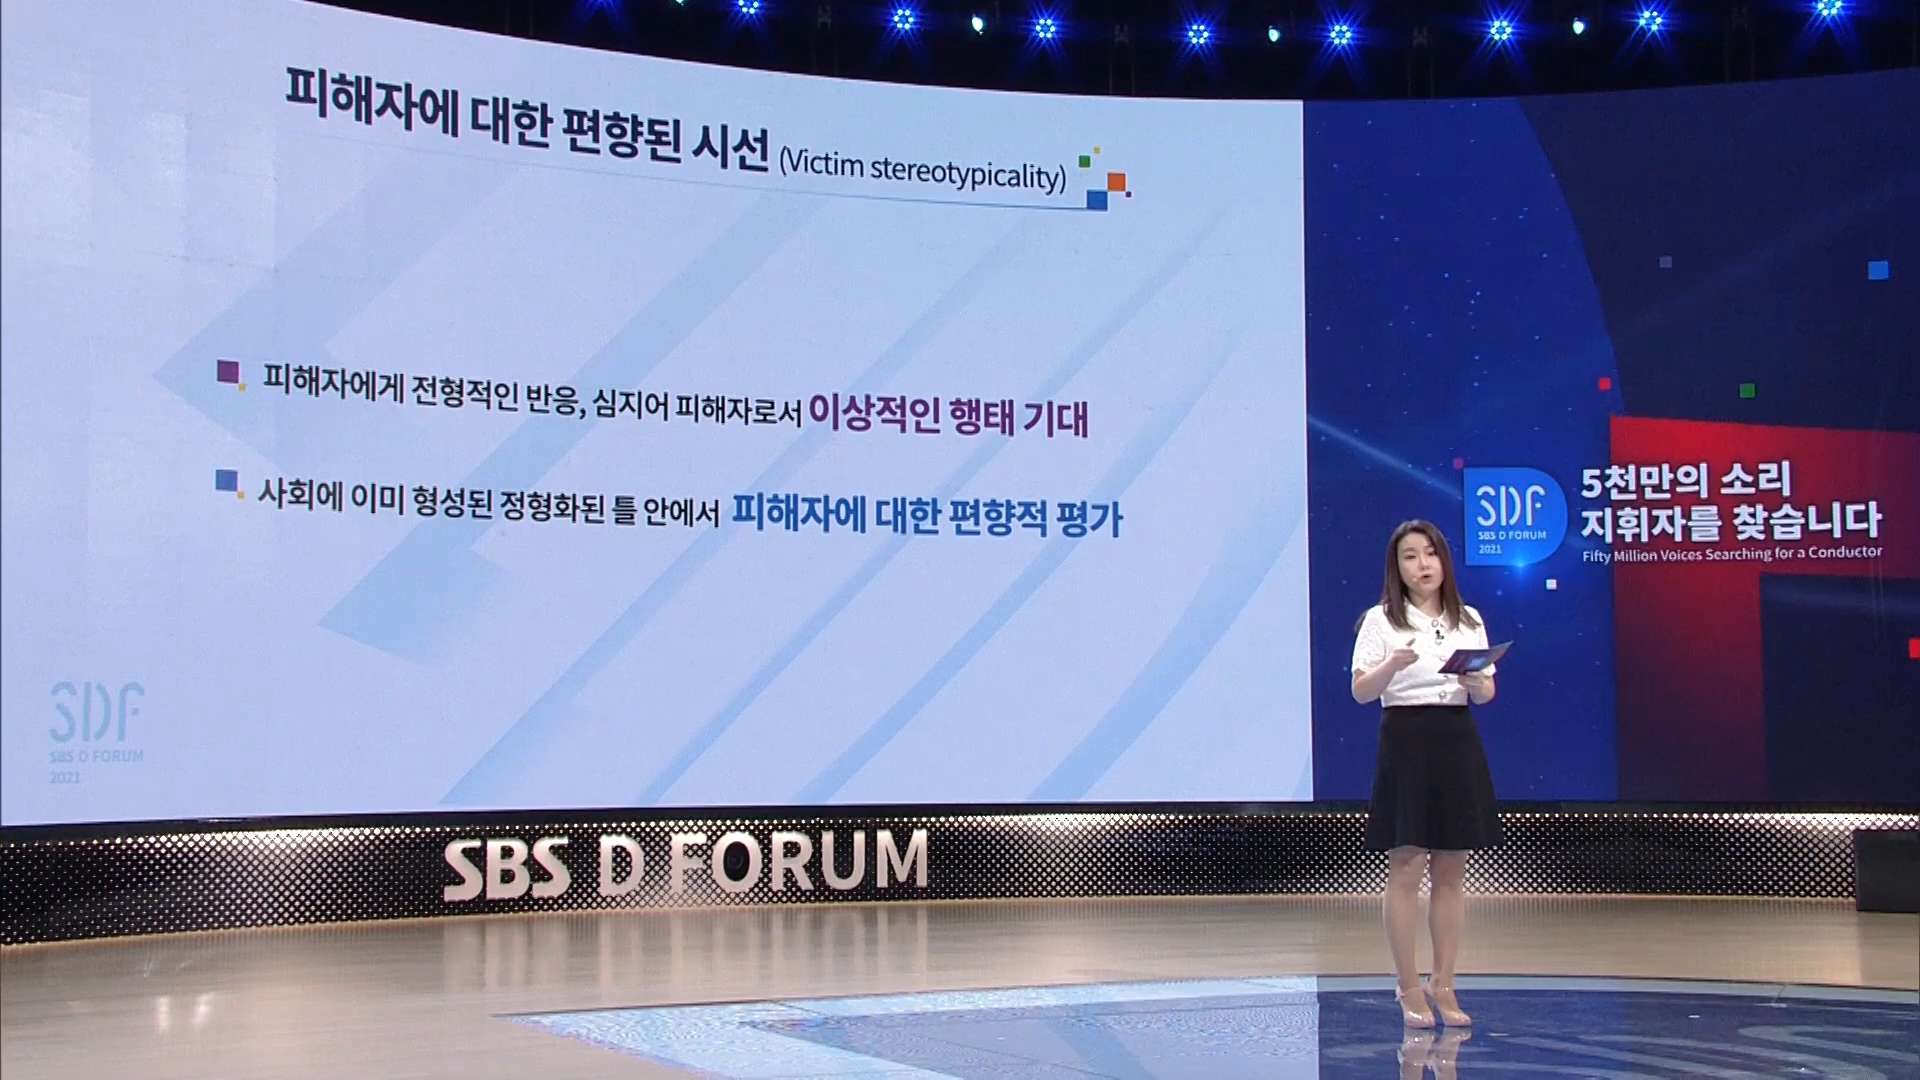 피해자에 대한 편향된 시선 (Victim stereotypicality)
피해자에게 전형적인 반응, 심지어 피해자로서 이상적인 행태 기대
사회에 이미 형성된 정형화된 틀 안에서 피해자에 대한 편향적 평가
SDF
SBS D FORUM
2021
SDF
SBS D FORUM
2021
5천만의 소리
지휘자를 찾습니다
Fifty Million Voices Searching for a Conductor
SBS D FORUM